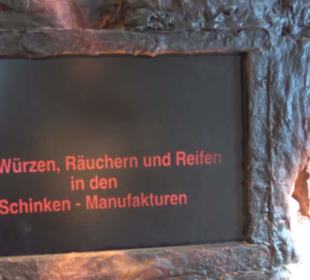 Würzen, Räuchern und Reifen
in den
Schinken - Manufakturen